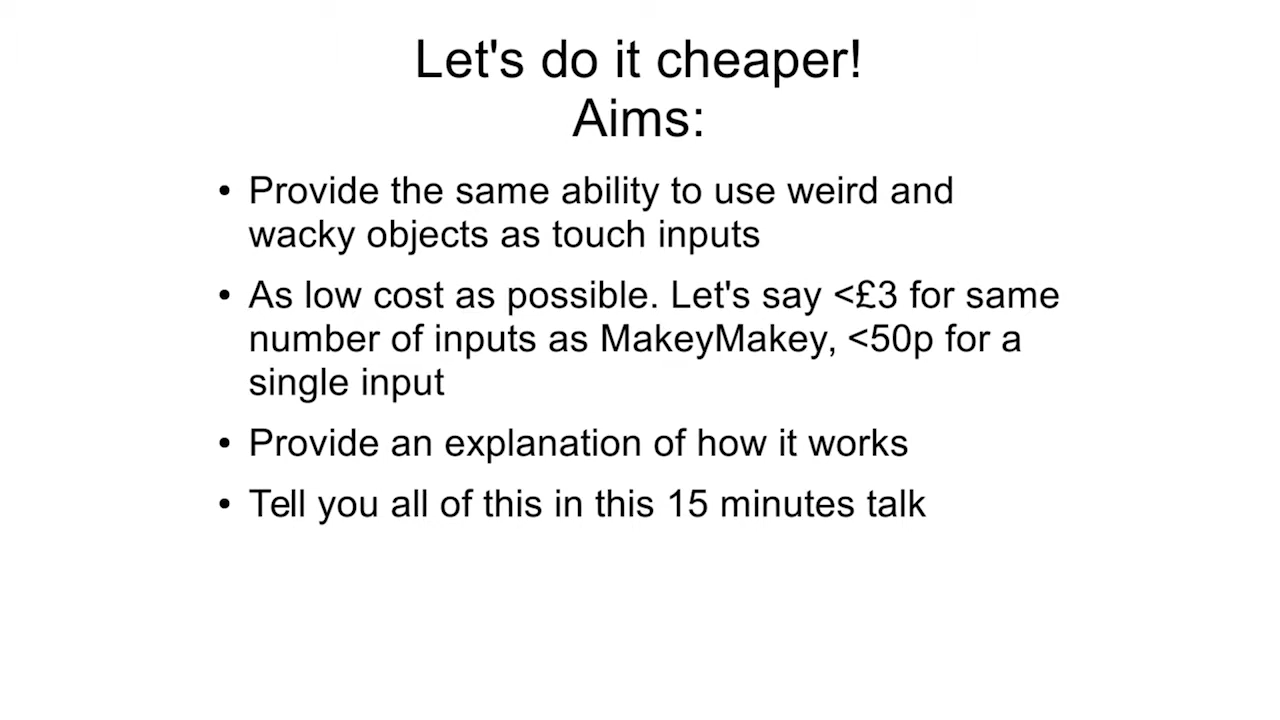 Let's do it cheaper!
Aims:
• Provide the same ability to use weird and
wacky objects as touch inputs
• As low cost as possible. Let's say <£3 for same
number of inputs as MakeyMakey, <50p for a
single input
• Provide an explanation of how it works
• Tell you all of this in this 15 minutes talk